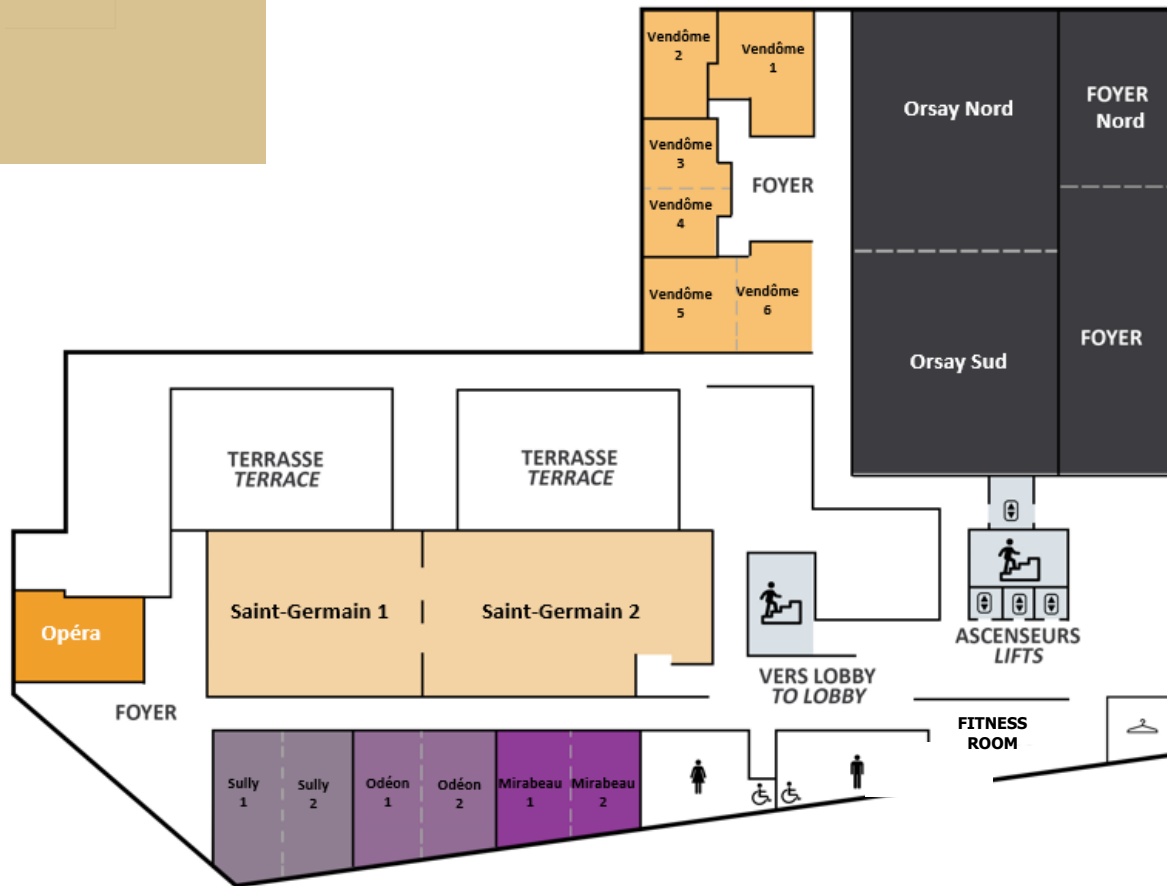 Vendôme
2
Vendôme
1
Orsay Nord
FOYER
Nord
Vendôme
3
FOYER
Vendôme
4
Vendôme
5
Vendôme
6
FOYER
Orsay Sud
TERRASSE
TERRACE
TERRASSE
TERRACE
Saint-Germain 1
Saint-Germain 2
Opéra
ASCENSEURS
LIFTS
VERS LOBBY
TO LOBBY
FOYER
FITNESS
ROOM
Sully
1
Sully
2
Odéon
1
Odéon
2
Mirabeau
1
Mirabeau
2